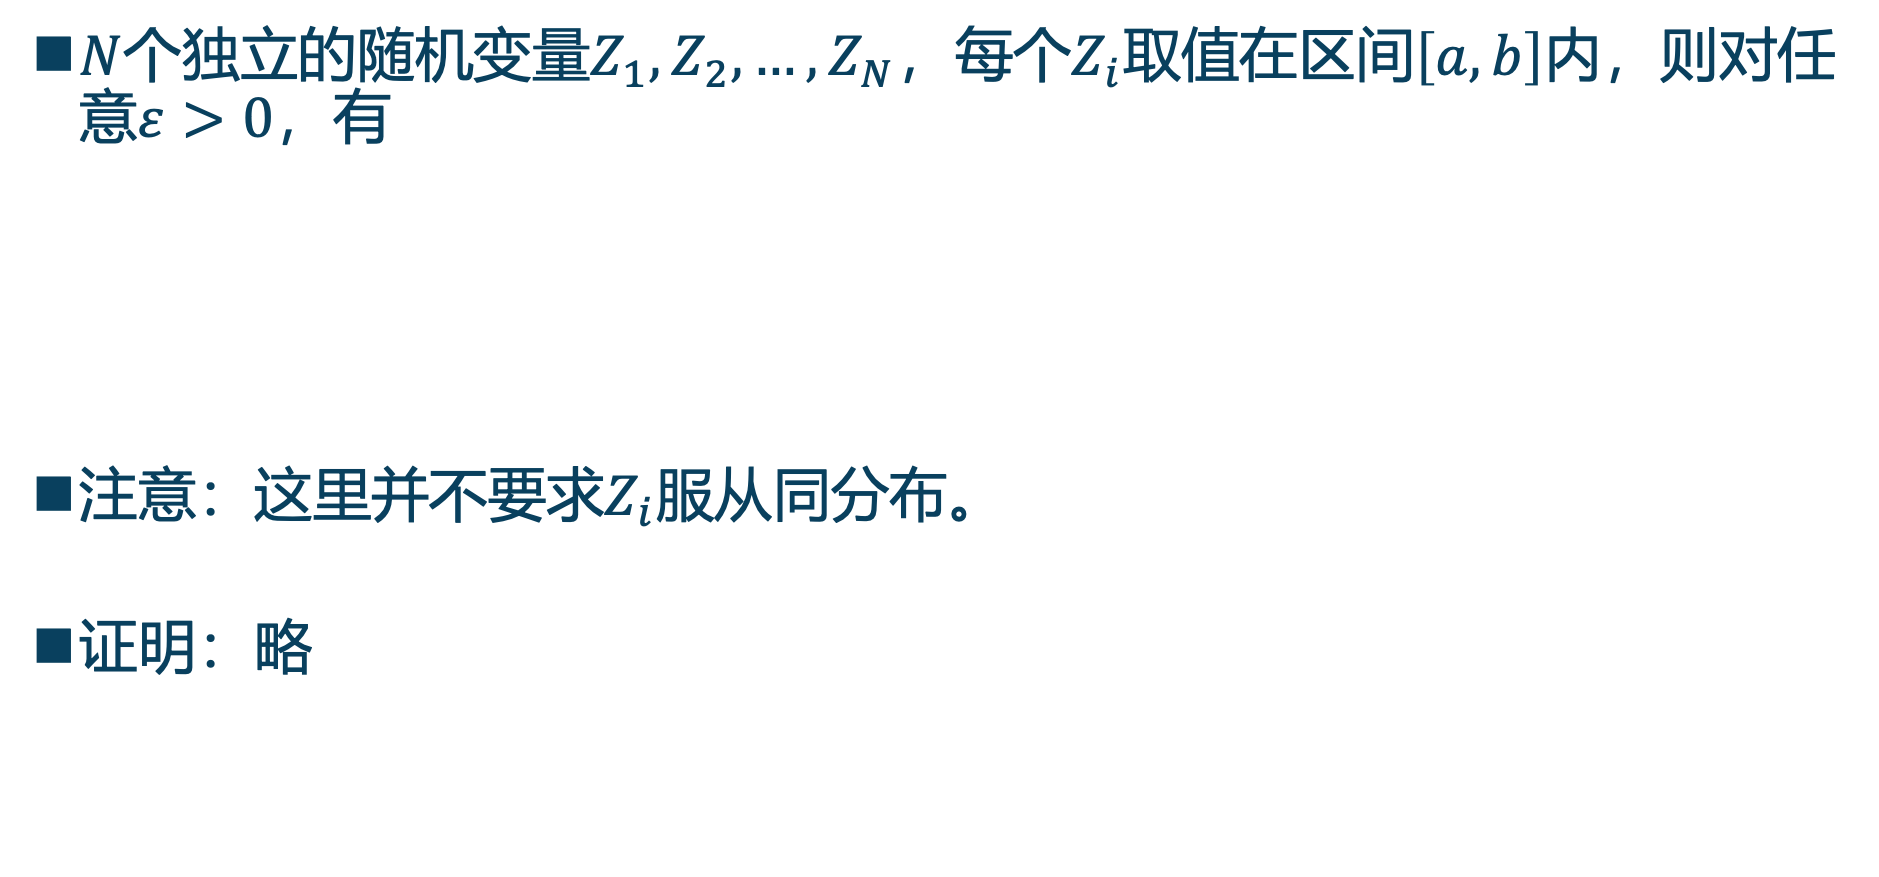 ■N个独立的随机变量Z₁, Z₂, … , Z_N，每个Z_i取值在区间[a, b]内，则对任
意ε > 0，有
■注意：这里并不要求Z_i服从同分布。
■证明：略